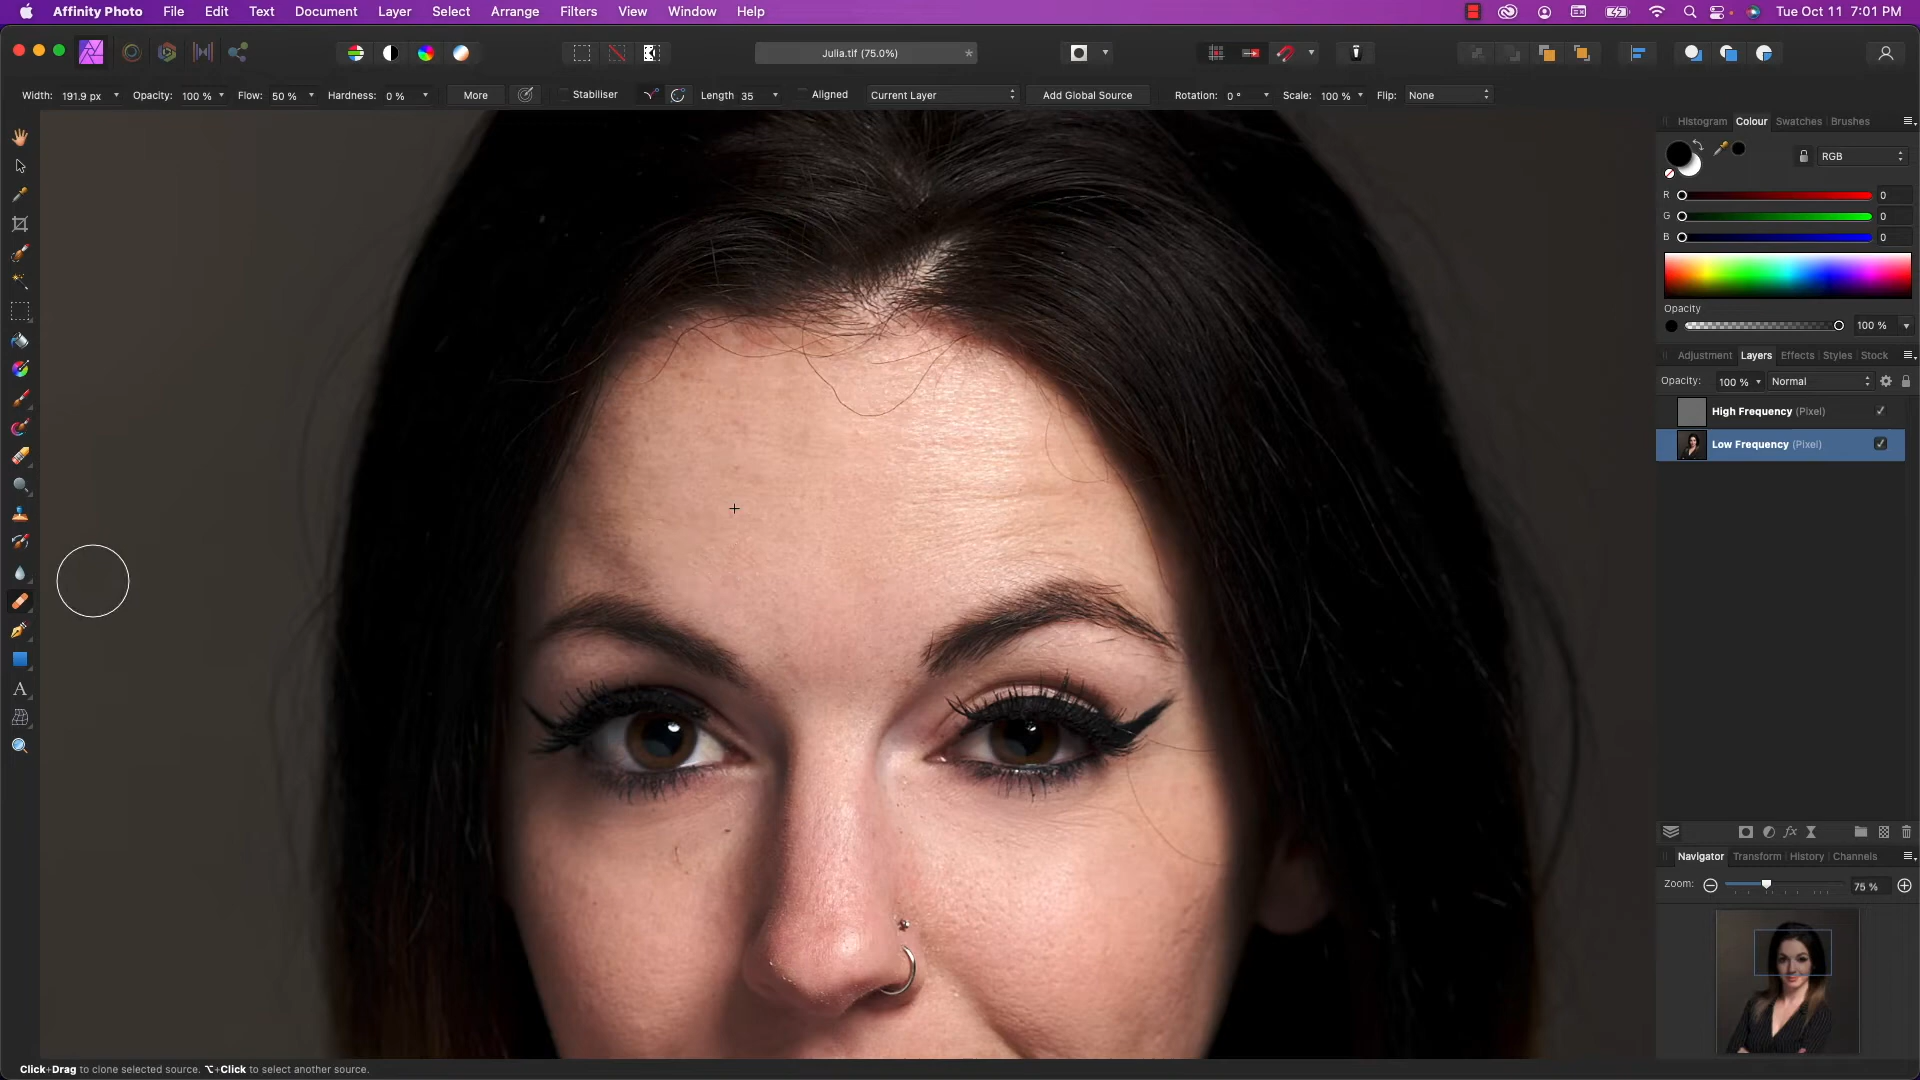 Affinity Photo File Edit Text Document Layer Select Arrange Filters View Window Help Tue Oct 11 7:01 PM
Julia.tif (75.0%) *
Width: 191.9 px Opacity: 100 % Flow: 50 % Hardness: 0 % More Stabiliser Length 35 Aligned Current Layer Add Global Source Rotation: 0 ° Scale: 100 % Flip: None
Histogram Colour Swatches Brushes
RGB
R 0
G 0
B 0
Opacity
100 %
Adjustment Layers Effects Styles Stock
Opacity: 100 % Normal
High Frequency (Pixel)
Low Frequency (Pixel)
fx
Navigator Transform History Channels
Zoom: 75 %
A
Click+Drag to clone selected source. ⌥+Click to select another source.